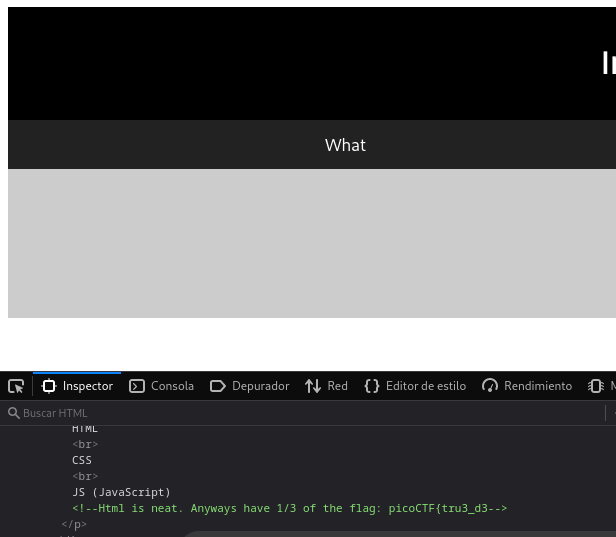 What
Inspector Consola Depurador Red Editor de estilo Rendimiento
Buscar HTML
HTML
<br>
CSS
<br>
JS (JavaScript)
<!--Html is neat. Anyways have 1/3 of the flag: picoCTF{tru3_d3-->
</p>